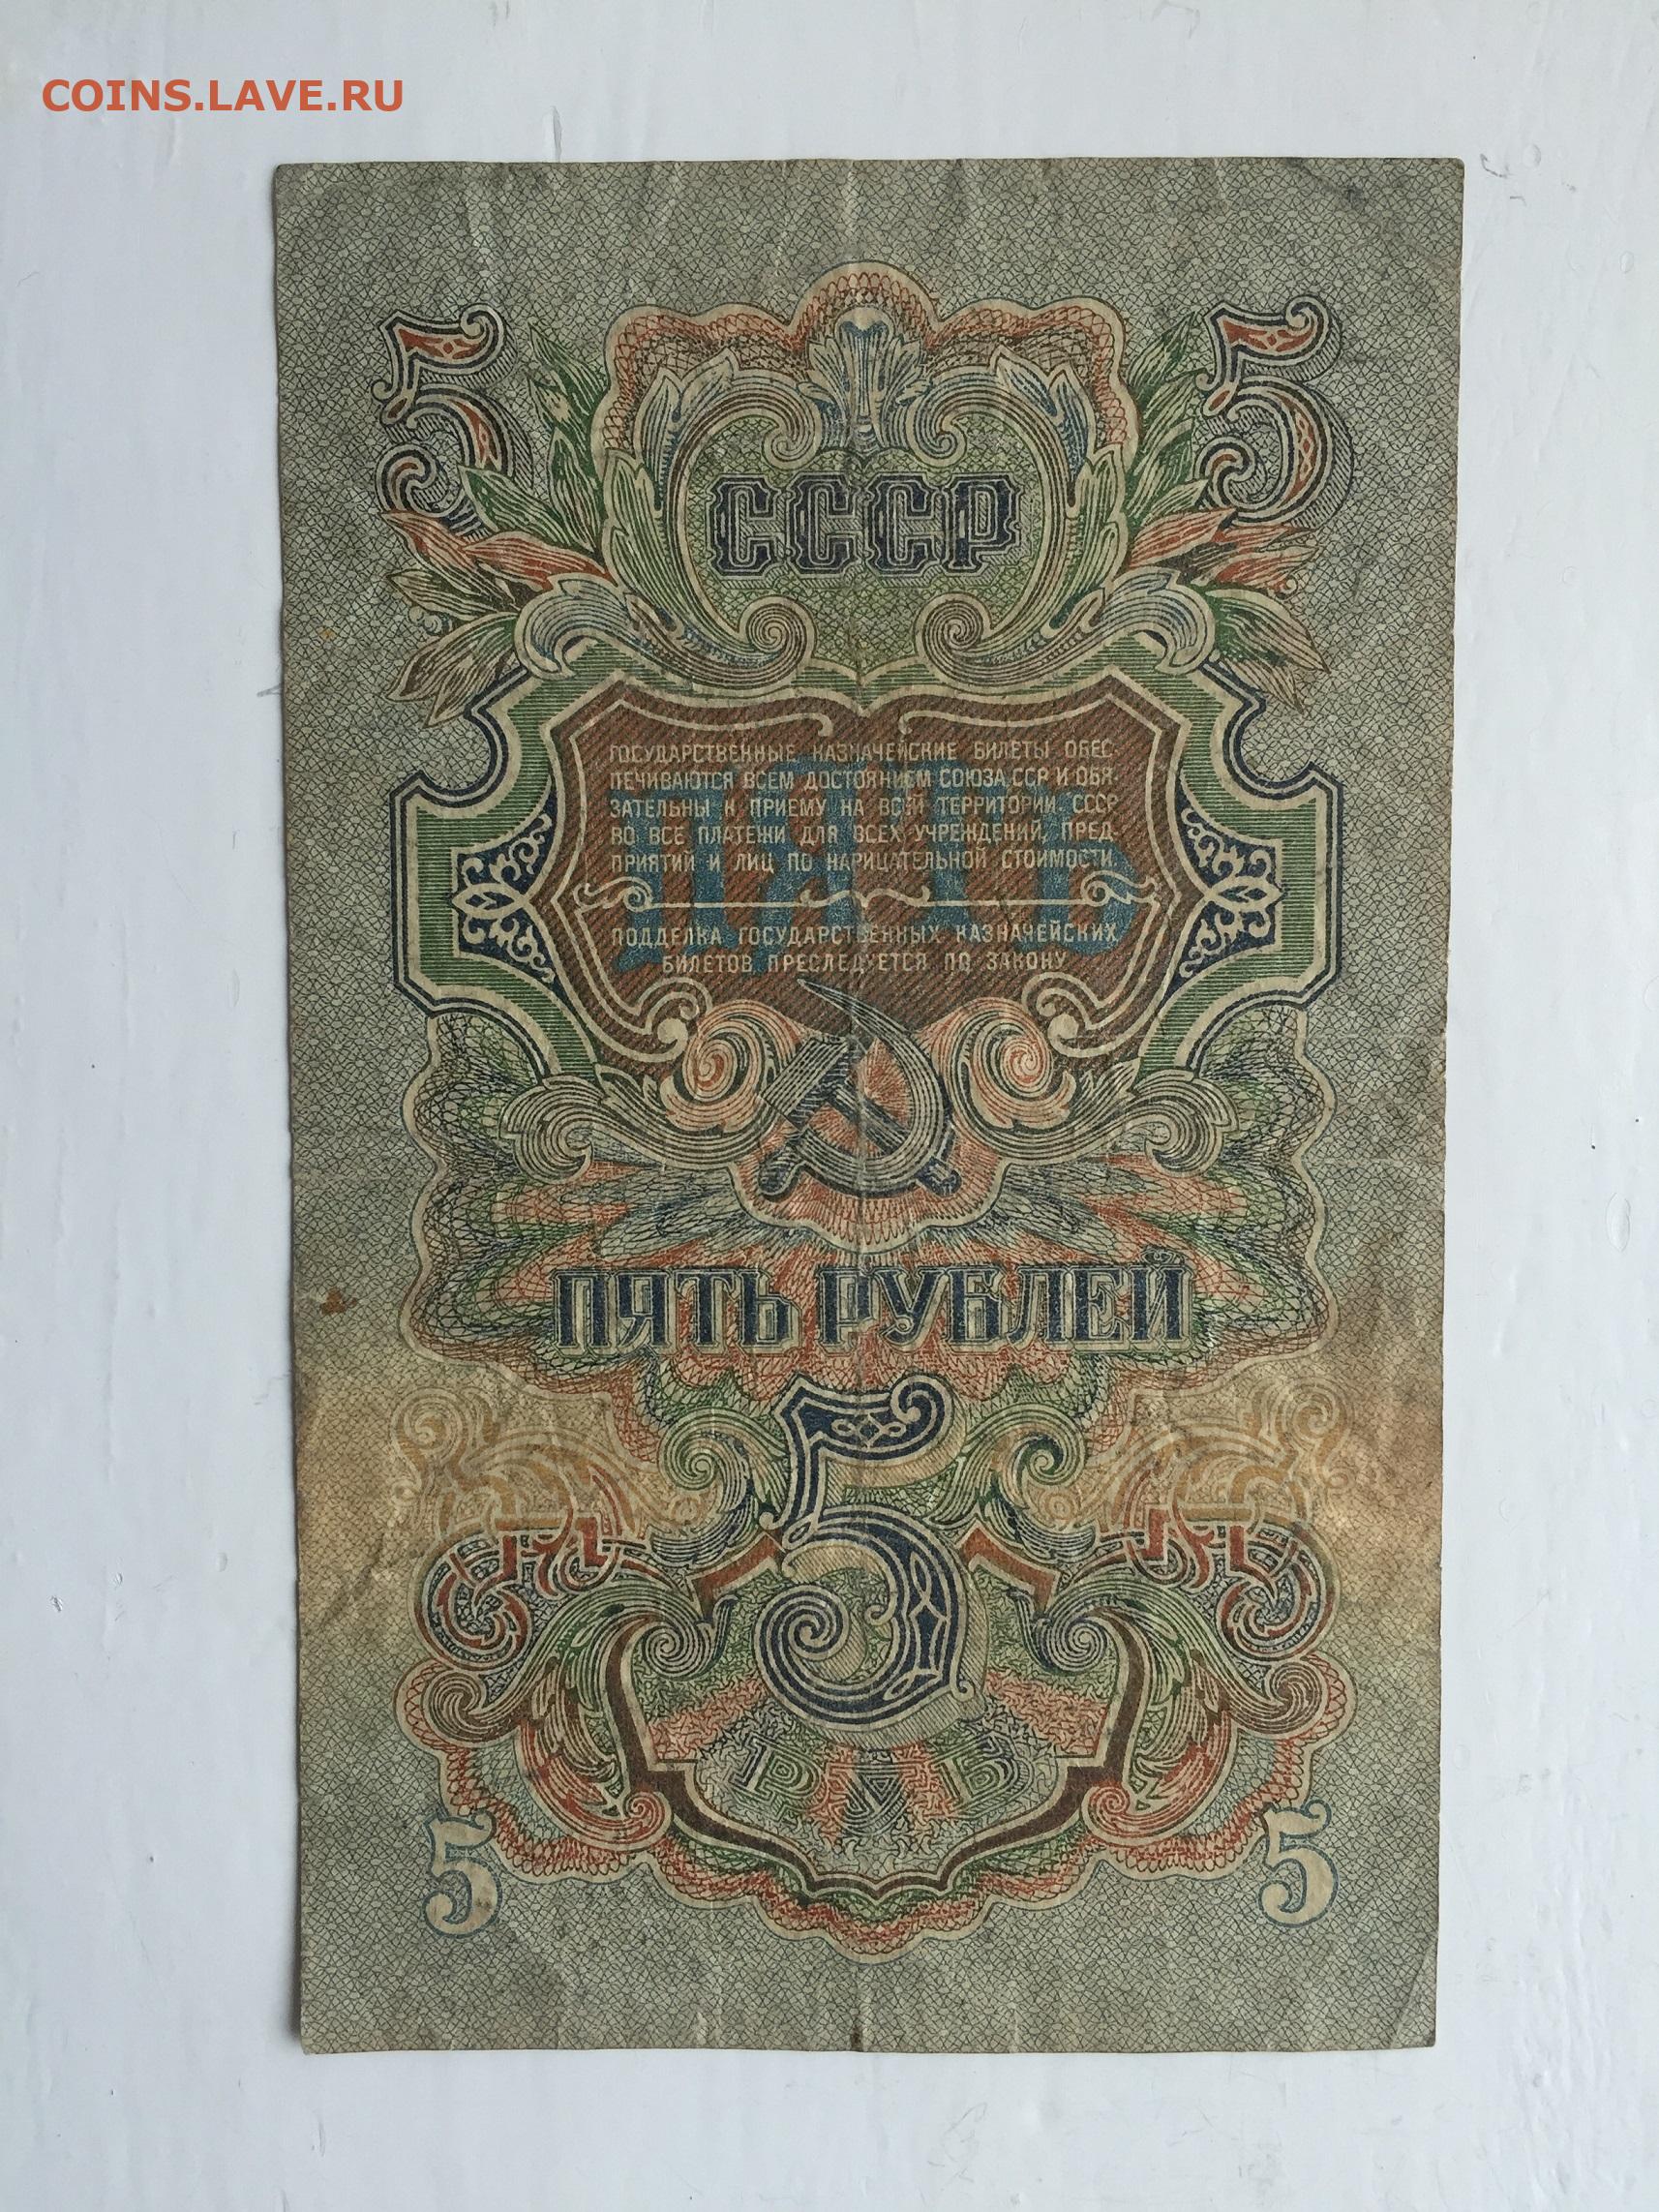 COINS.LAVE.RU
5 5
СССР
ГОСУДАРСТВЕННЫЕ КАЗНАЧЕЙСКИЕ БИЛЕТЫ ОБЕС-
ПЕЧИВАЮТСЯ ВСЕМ ДОСТОЯНИЕМ СОЮЗА ССР И ОБЯ-
ЗАТЕЛЬНЫ К ПРИЕМУ НА ВСЕЙ ТЕРРИТОРИИ СССР
ВО ВСЕ ПЛАТЕЖИ ДЛЯ ВСЕХ УЧРЕЖДЕНИЙ, ПРЕД-
ПРИЯТИЙ И ЛИЦ ПО НАРИЦАТЕЛЬНОЙ СТОИМОСТИ.
ПЯТЬ
ПОДДЕЛКА ГОСУДАРСТВЕННЫХ КАЗНАЧЕЙСКИХ
БИЛЕТОВ ПРЕСЛЕДУЕТСЯ ПО ЗАКОНУ
ПЯТЬ РУБЛЕЙ
5
РУБ
5 5